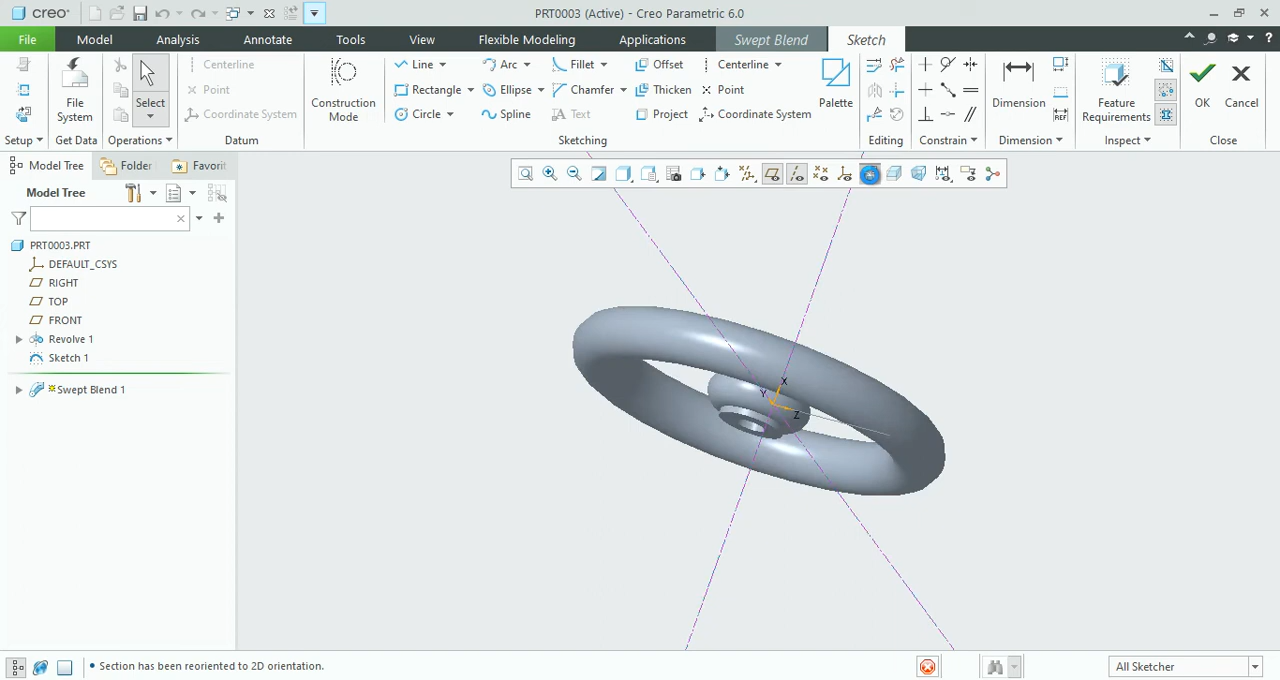 creo PRT0003 (Active) - Creo Parametric 6.0
File Model Analysis Annotate Tools View Flexible Modeling Applications Swept Blend Sketch
Centerline Line Arc Fillet Offset Centerline
Point Rectangle Ellipse Chamfer Thicken Point
Coordinate System Circle Spline Text Project Coordinate System
File System Select Construction Mode Palette Dimension Feature Requirements OK Cancel
Setup Get Data Operations Datum Sketching Editing Constrain Dimension Inspect Close
REF
Model Tree Folder Favorit
Model Tree
PRT0003.PRT
DEFAULT_CSYS
RIGHT
TOP
FRONT
Revolve 1
Sketch 1
Swept Blend 1
X
Y
Z
Section has been reoriented to 2D orientation. All Sketcher